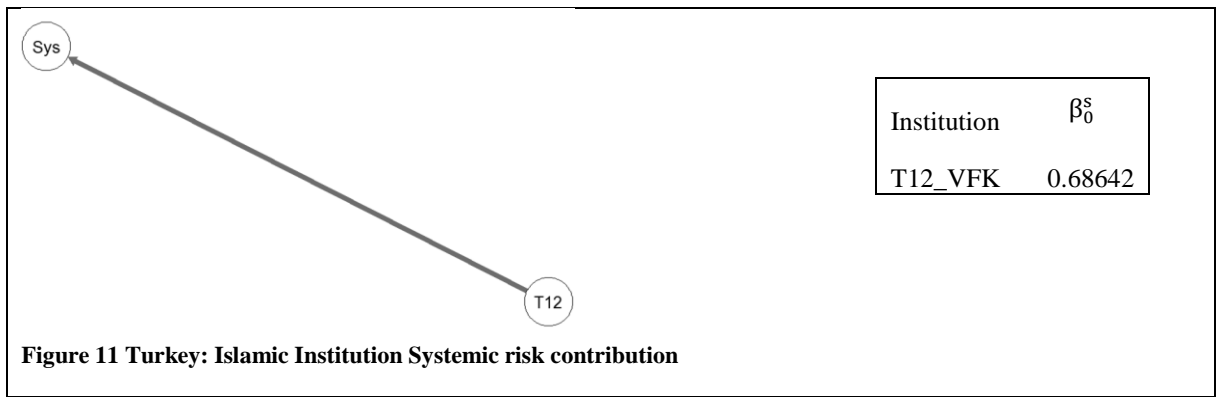 Sys
T12
Institution β₀ˢ
T12_VFK 0.68642
Figure 11 Turkey: Islamic Institution Systemic risk contribution